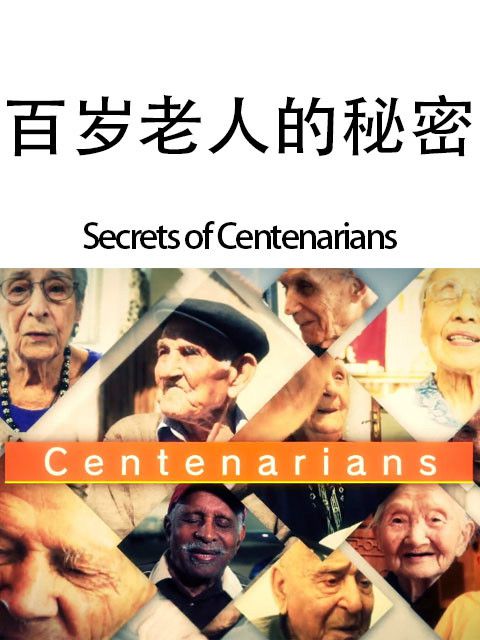 百岁老人的秘密
Secrets of Centenarians
Centenarians